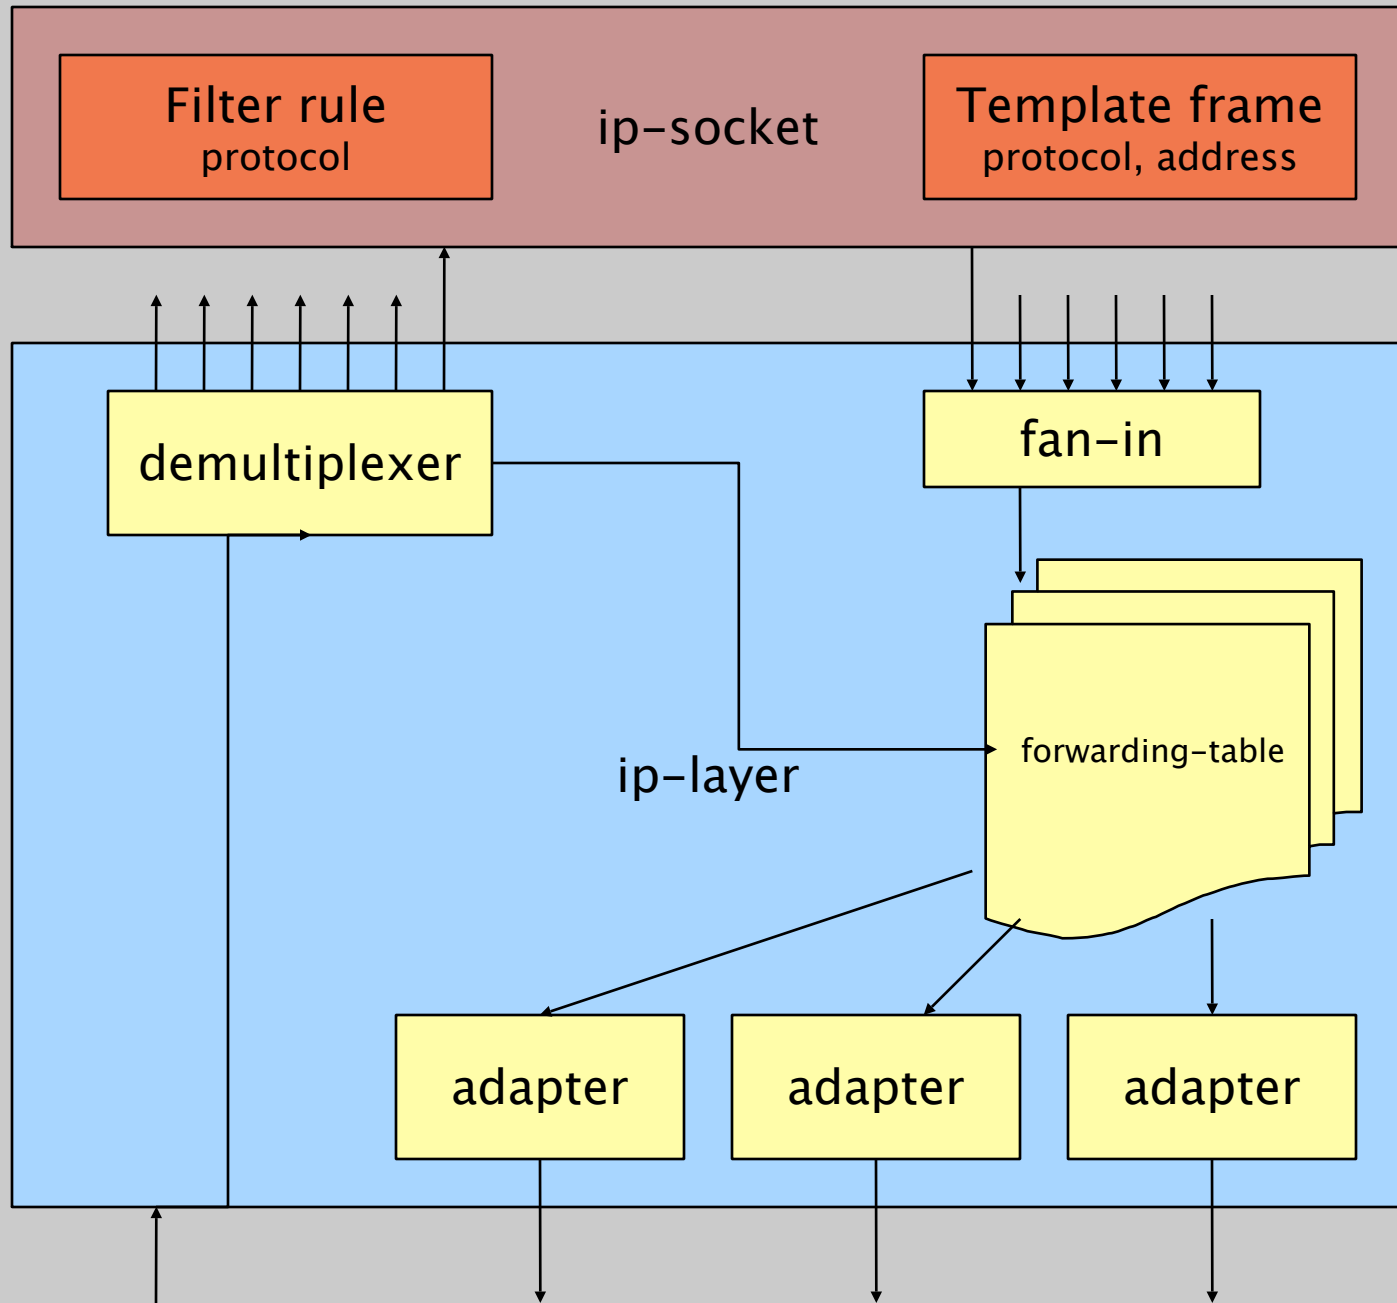 Filter rule
protocol
ip-socket
Template frame
protocol, address
demultiplexer
fan-in
forwarding-table
ip-layer
adapter
adapter
adapter